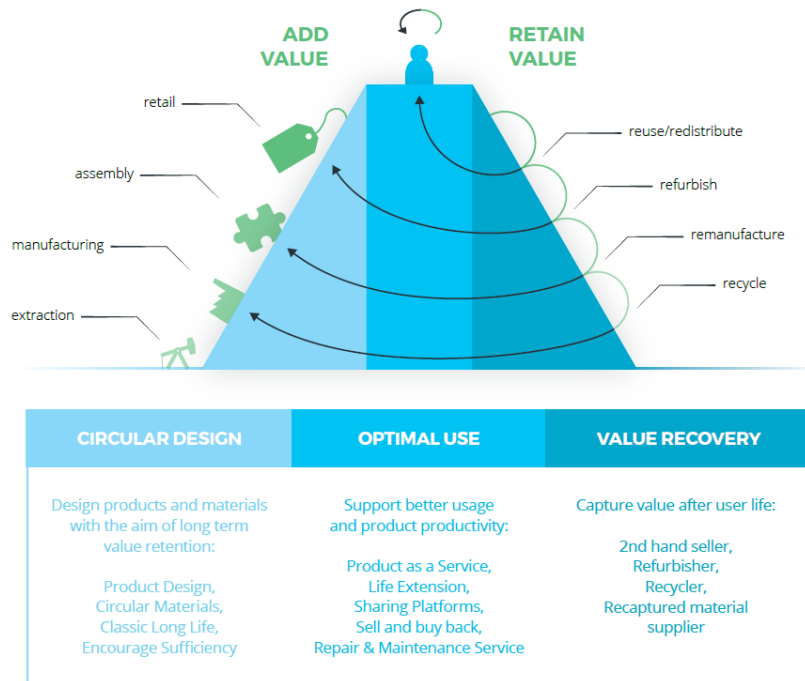 ADD
VALUE
RETAIN
VALUE
retail
assembly
manufacturing
extraction
reuse/redistribute
refurbish
remanufacture
recycle
CIRCULAR DESIGN
Design products and materials
with the aim of long term
value retention:
Product Design,
Circular Materials,
Classic Long Life,
Encourage Sufficiency
OPTIMAL USE
Support better usage
and product productivity:
Product as a Service,
Life Extension,
Sharing Platforms,
Sell and buy back,
Repair & Maintenance Service
VALUE RECOVERY
Capture value after user life:
2nd hand seller,
Refurbisher,
Recycler,
Recaptured material
supplier